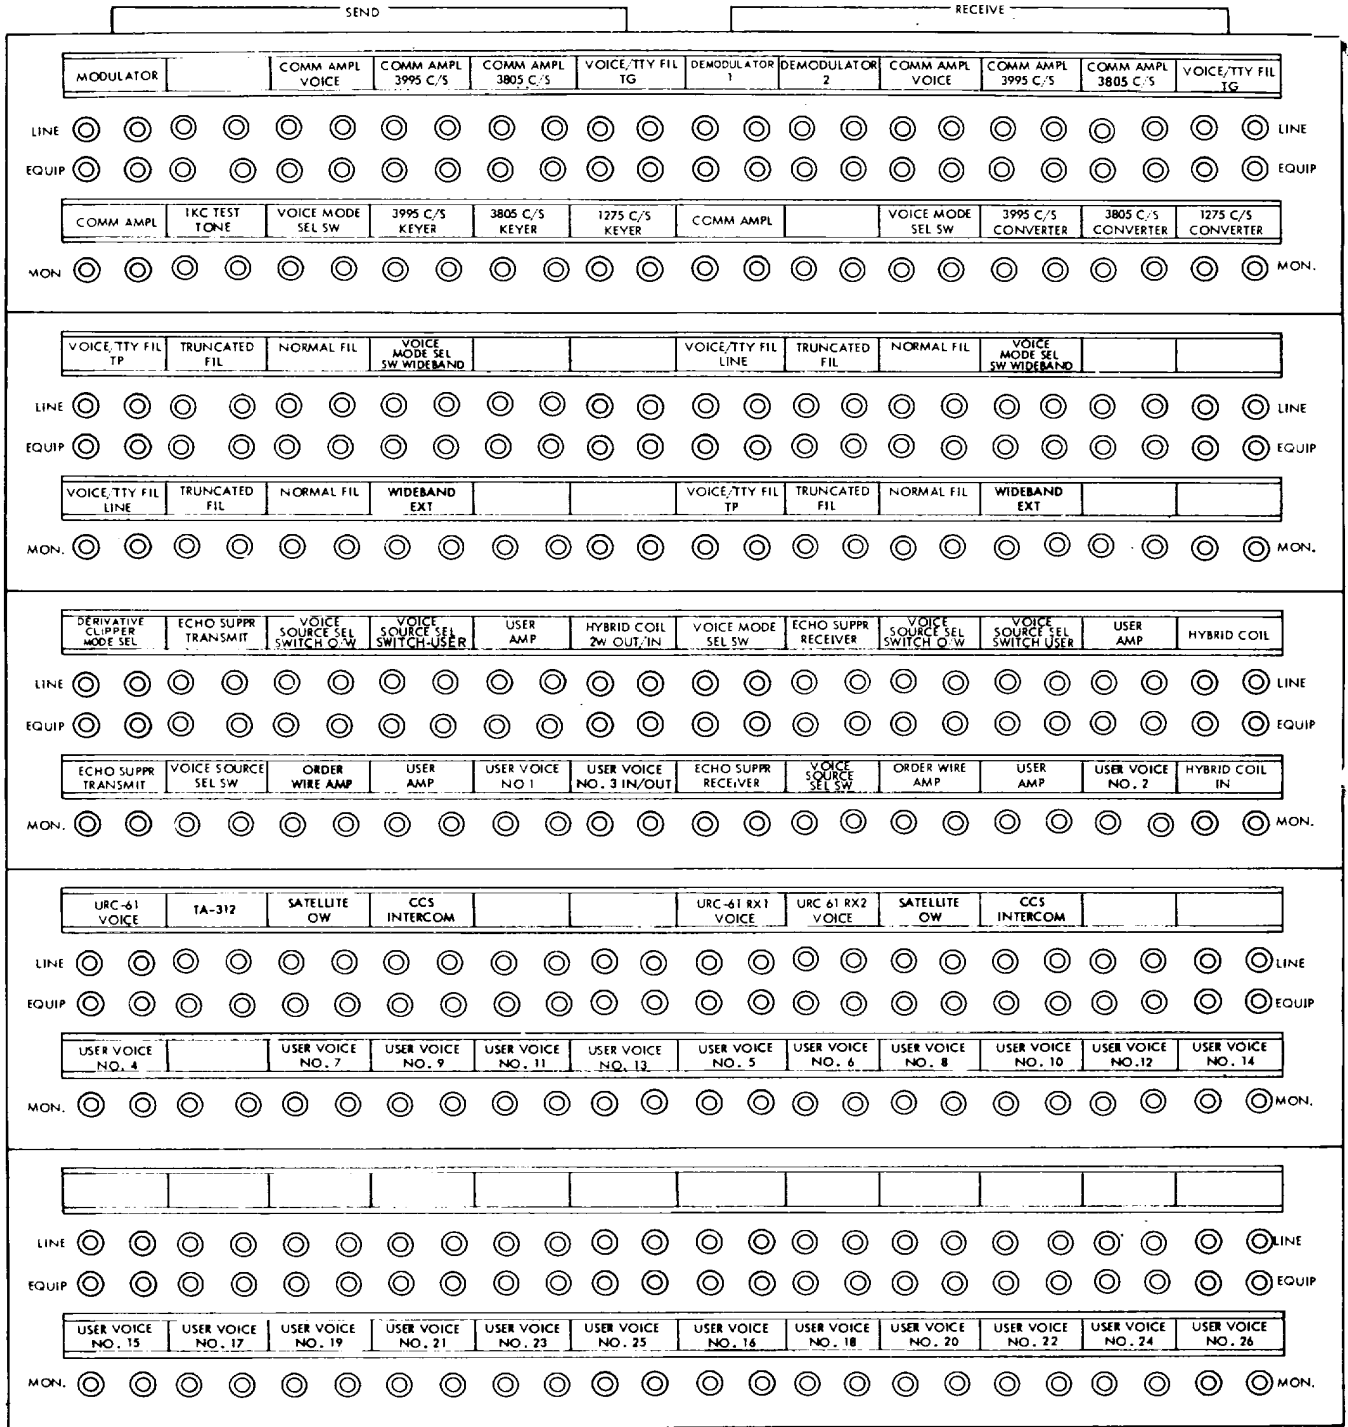 SEND RECEIVE
MODULATOR COMM AMPL VOICE COMM AMPL 3995 C/S COMM AMPL 3805 C/S VOICE/TTY FIL TG DEMODULATOR 1 DEMODULATOR 2 COMM AMPL VOICE COMM AMPL 3995 C/S COMM AMPL 3805 C/S VOICE/TTY FIL TG
LINE LINE
EQUIP EQUIP
COMM AMPL 1KC TEST TONE VOICE MODE SEL SW 3995 C/S KEYER 3805 C/S KEYER 1275 C/S KEYER COMM AMPL VOICE MODE SEL SW 3995 C/S CONVERTER 3805 C/S CONVERTER 1275 C/S CONVERTER
MON MON.
VOICE/TTY FIL TP TRUNCATED FIL NORMAL FIL VOICE MODE SEL SW WIDEBAND VOICE/TTY FIL LINE TRUNCATED FIL NORMAL FIL VOICE MODE SEL SW WIDEBAND
LINE LINE
EQUIP EQUIP
VOICE/TTY FIL LINE TRUNCATED FIL NORMAL FIL WIDEBAND EXT VOICE/TTY FIL TP TRUNCATED FIL NORMAL FIL WIDEBAND EXT
MON. MON.
DERIVATIVE CLIPPER MODE SEL ECHO SUPPR TRANSMIT VOICE SOURCE SEL SWITCH O/W VOICE SOURCE SEL SWITCH-USER USER AMP HYBRID COIL 2W OUT/IN VOICE MODE SEL SW ECHO SUPPR RECEIVER VOICE SOURCE SEL SWITCH O/W VOICE SOURCE SEL SWITCH USER USER AMP HYBRID COIL
LINE LINE
EQUIP EQUIP
ECHO SUPPR TRANSMIT VOICE SOURCE SEL SW ORDER WIRE AMP USER AMP USER VOICE NO 1 USER VOICE NO. 3 IN/OUT ECHO SUPPR RECEIVER VOICE SOURCE SEL SW ORDER WIRE AMP USER AMP USER VOICE NO. 2 HYBRID COIL IN
MON. MON.
URC-61 VOICE TA-312 SATELLITE OW CCS INTERCOM URC-61 RX1 VOICE URC 61 RX2 VOICE SATELLITE OW CCS INTERCOM
LINE LINE
EQUIP EQUIP
USER VOICE NO. 4 USER VOICE NO. 7 USER VOICE NO. 9 USER VOICE NO. 11 USER VOICE NO. 13 USER VOICE NO. 5 USER VOICE NO. 6 USER VOICE NO. 8 USER VOICE NO. 10 USER VOICE NO. 12 USER VOICE NO. 14
MON. MON.
LINE LINE
EQUIP EQUIP
USER VOICE NO. 15 USER VOICE NO. 17 USER VOICE NO. 19 USER VOICE NO. 21 USER VOICE NO. 23 USER VOICE NO. 25 USER VOICE NO. 16 USER VOICE NO. 18 USER VOICE NO. 20 USER VOICE NO. 22 USER VOICE NO. 24 USER VOICE NO. 26
MON. MON.